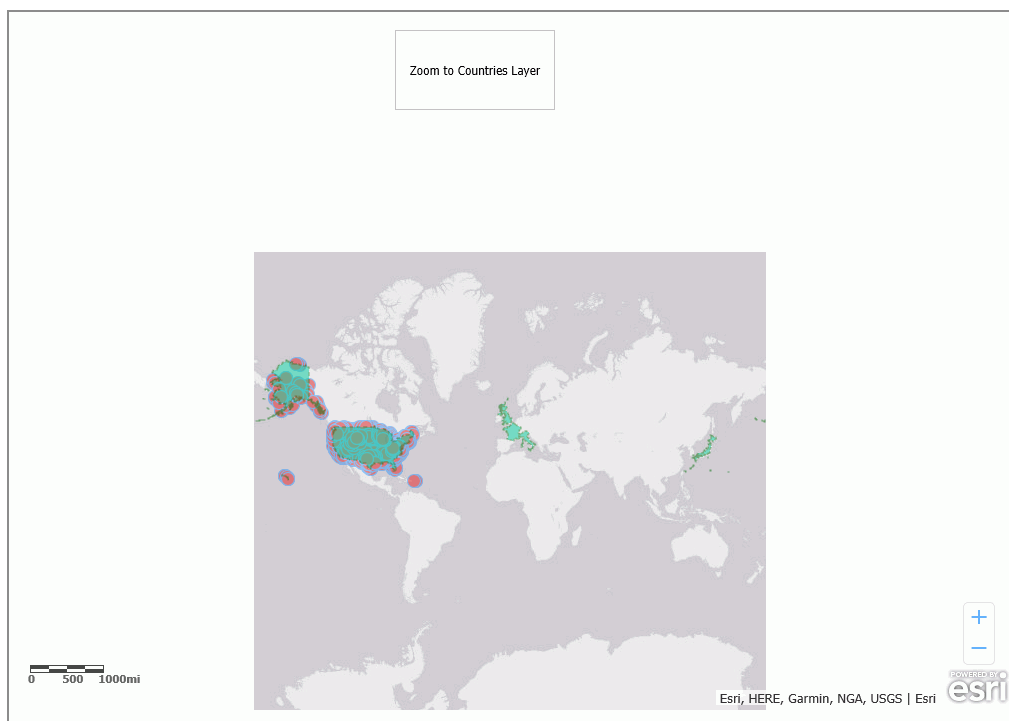 Zoom to Countries Layer
+
−
0 500 1000mi
POWERED BY
esri
Esri, HERE, Garmin, NGA, USGS | Esri